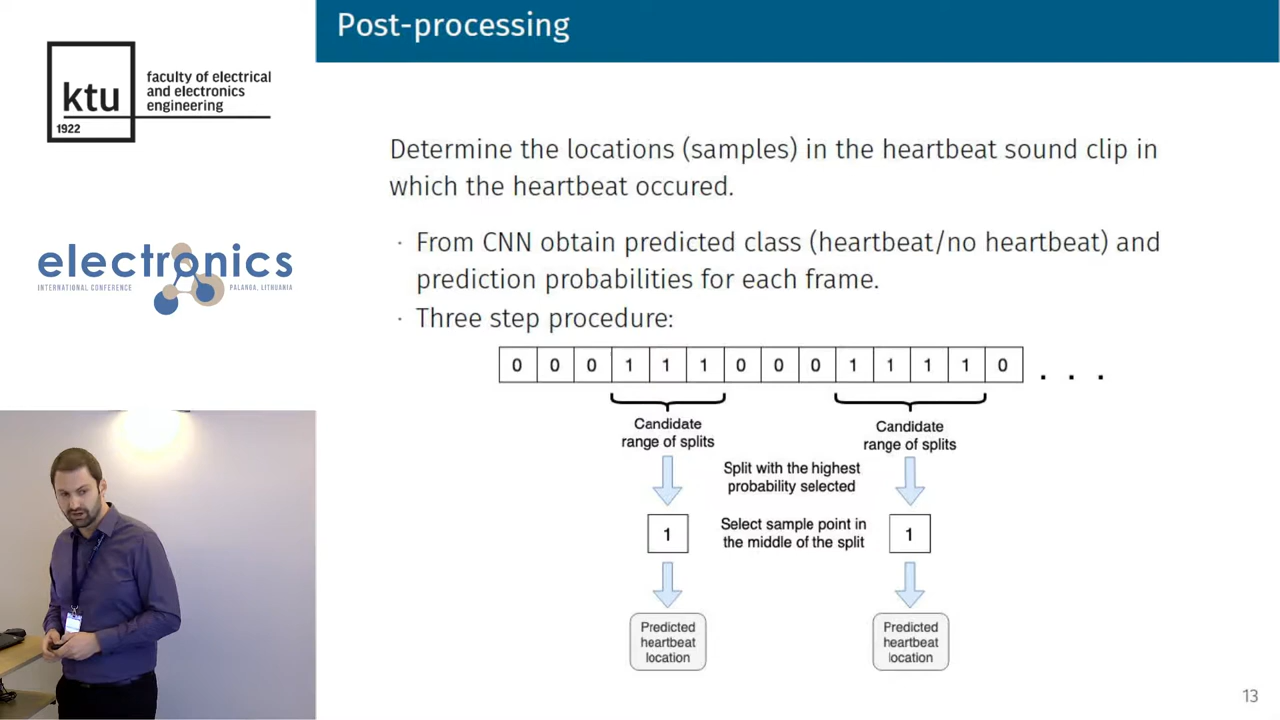 Post-processing
ktu
1922
faculty of electrical
and electronics
engineering
electronics
INTERNATIONAL CONFERENCE
PALANGA, LITHUANIA
Determine the locations (samples) in the heartbeat sound clip in
which the heartbeat occured.
· From CNN obtain predicted class (heartbeat/no heartbeat) and
prediction probabilities for each frame.
· Three step procedure:
0 0 0 1 1 1 0 0 0 1 1 1 1 0 . . .
Candidate
range of splits
Candidate
range of splits
Split with the highest
probability selected
1
Select sample point in
the middle of the split
1
Predicted
heartbeat
location
Predicted
heartbeat
location
13